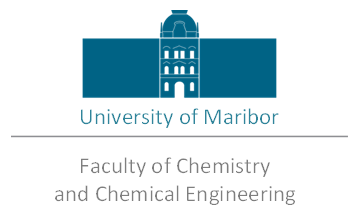 University of Maribor
Faculty of Chemistry
and Chemical Engineering